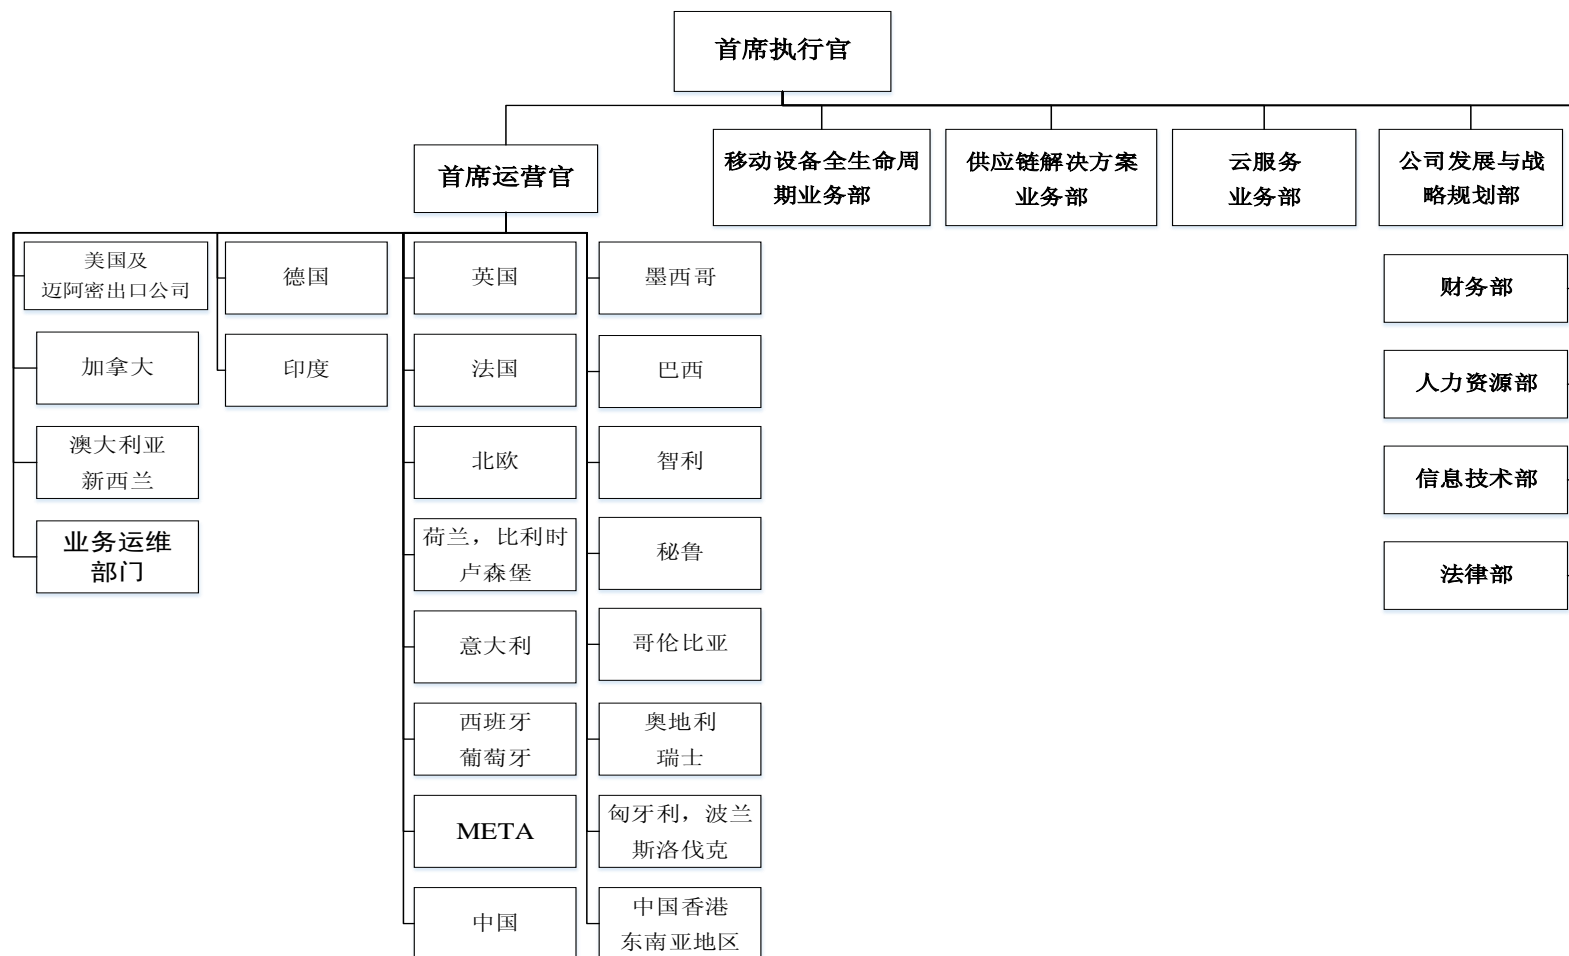 首席执行官
首席运营官
移动设备全生命周
期业务部
供应链解决方案
业务部
云服务
业务部
公司发展与战
略规划部
美国及
迈阿密出口公司
加拿大
澳大利亚
新西兰
业务运维
部门
德国
印度
英国
法国
北欧
荷兰，比利时
卢森堡
意大利
西班牙
葡萄牙
META
中国
墨西哥
巴西
智利
秘鲁
哥伦比亚
奥地利
瑞士
匈牙利，波兰
斯洛伐克
中国香港
东南亚地区
财务部
人力资源部
信息技术部
法律部